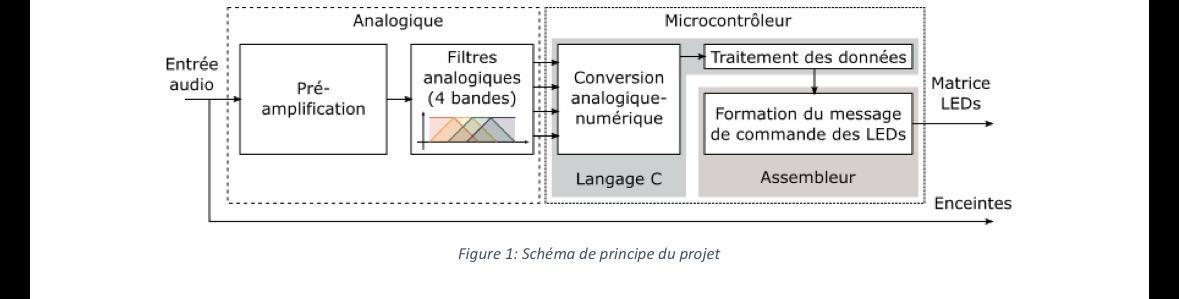 Analogique
Microcontrôleur
Entrée
audio
Pré-
amplification
Filtres
analogiques
(4 bandes)
Conversion
analogique-
numérique
Langage C
Traitement des données
Formation du message
de commande des LEDs
Assembleur
Matrice
LEDs
Enceintes
Figure 1: Schéma de principe du projet